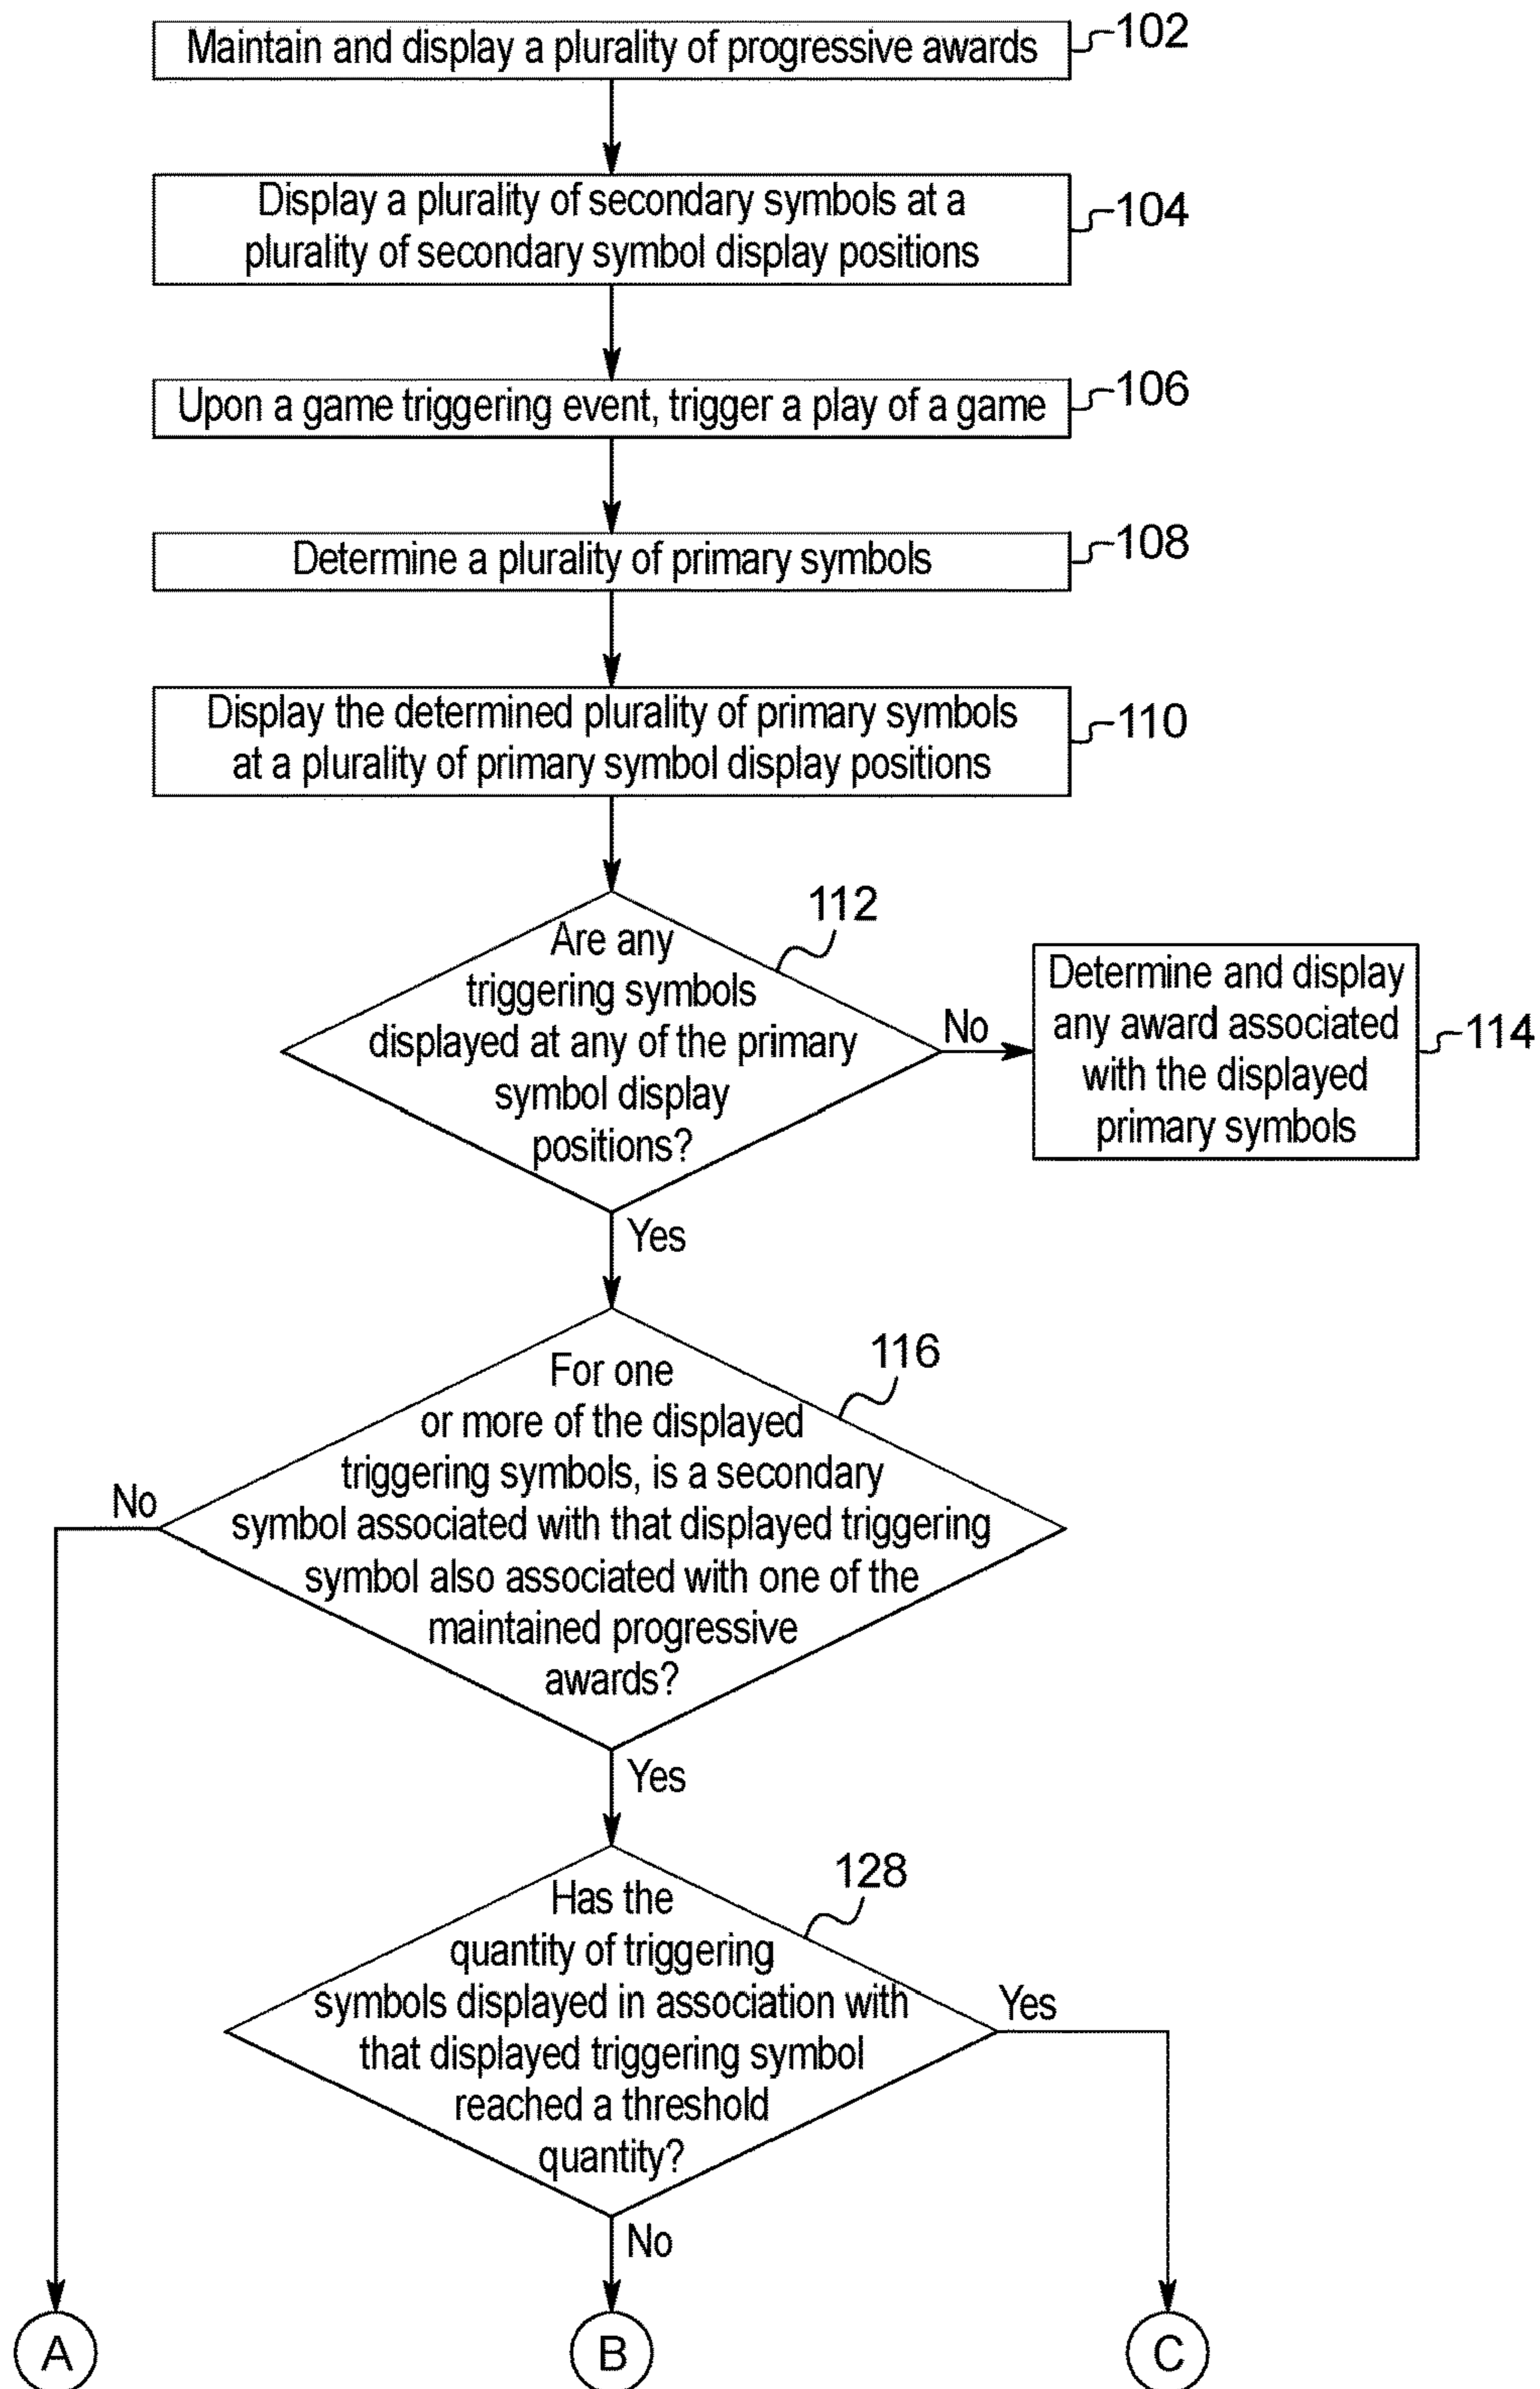 Maintain and display a plurality of progressive awards
102
Display a plurality of secondary symbols at a
plurality of secondary symbol display positions
104
Upon a game triggering event, trigger a play of a game
106
Determine a plurality of primary symbols
108
Display the determined plurality of primary symbols
at a plurality of primary symbol display positions
110
112
Are any
triggering symbols
displayed at any of the primary
symbol display
positions?
No
Determine and display
any award associated
with the displayed
primary symbols
114
Yes
116
For one
or more of the displayed
triggering symbols, is a secondary
symbol associated with that displayed triggering
symbol also associated with one of the
maintained progressive
awards?
No
Yes
128
Has the
quantity of triggering
symbols displayed in association with
that displayed triggering symbol
reached a threshold
quantity?
Yes
No
A
B
C